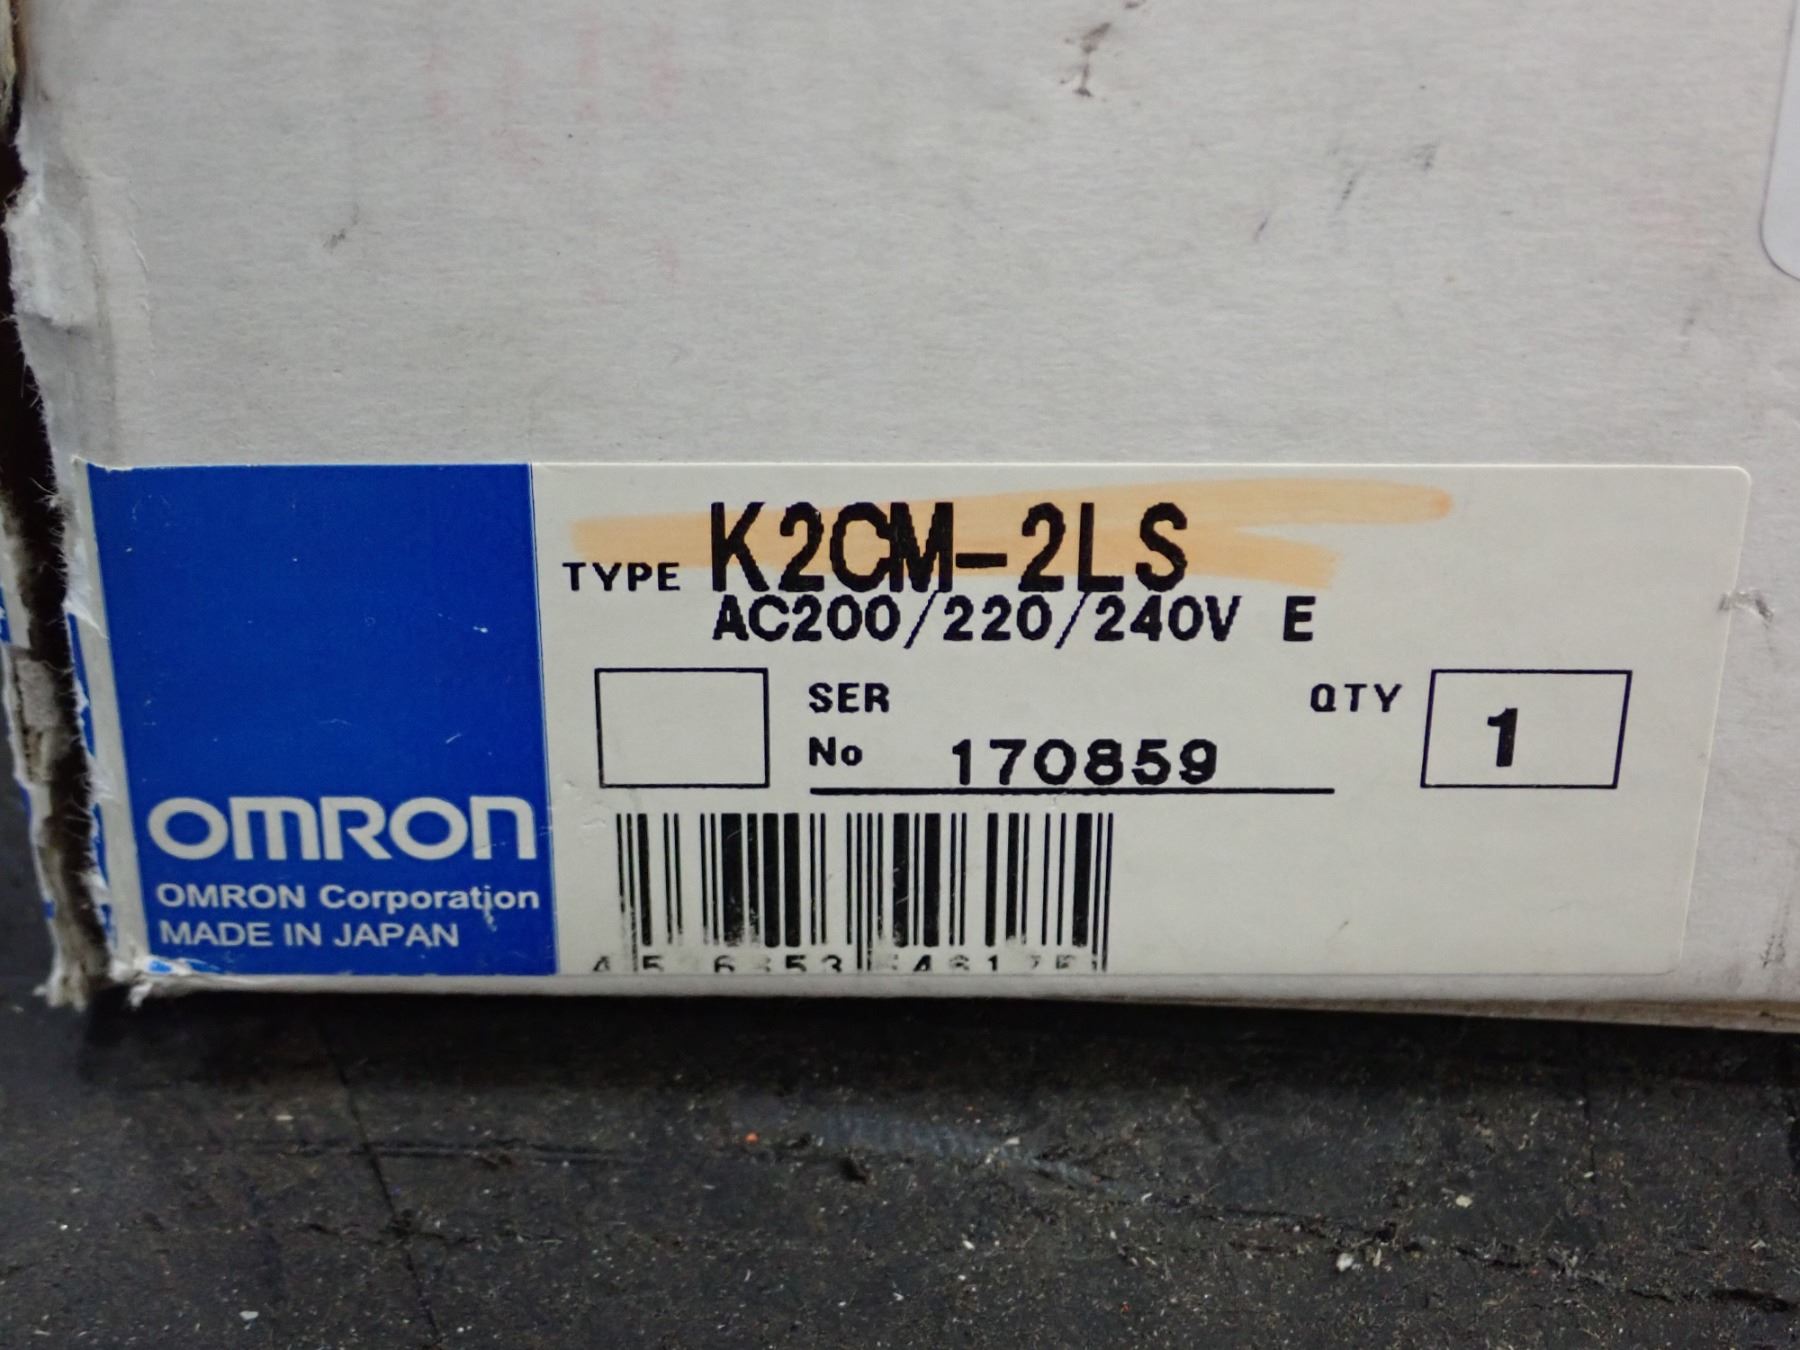 TYPE K2CM-2LS
AC200/220/240V E
SER
No 170859
QTY 1
OMRON
OMRON Corporation
MADE IN JAPAN